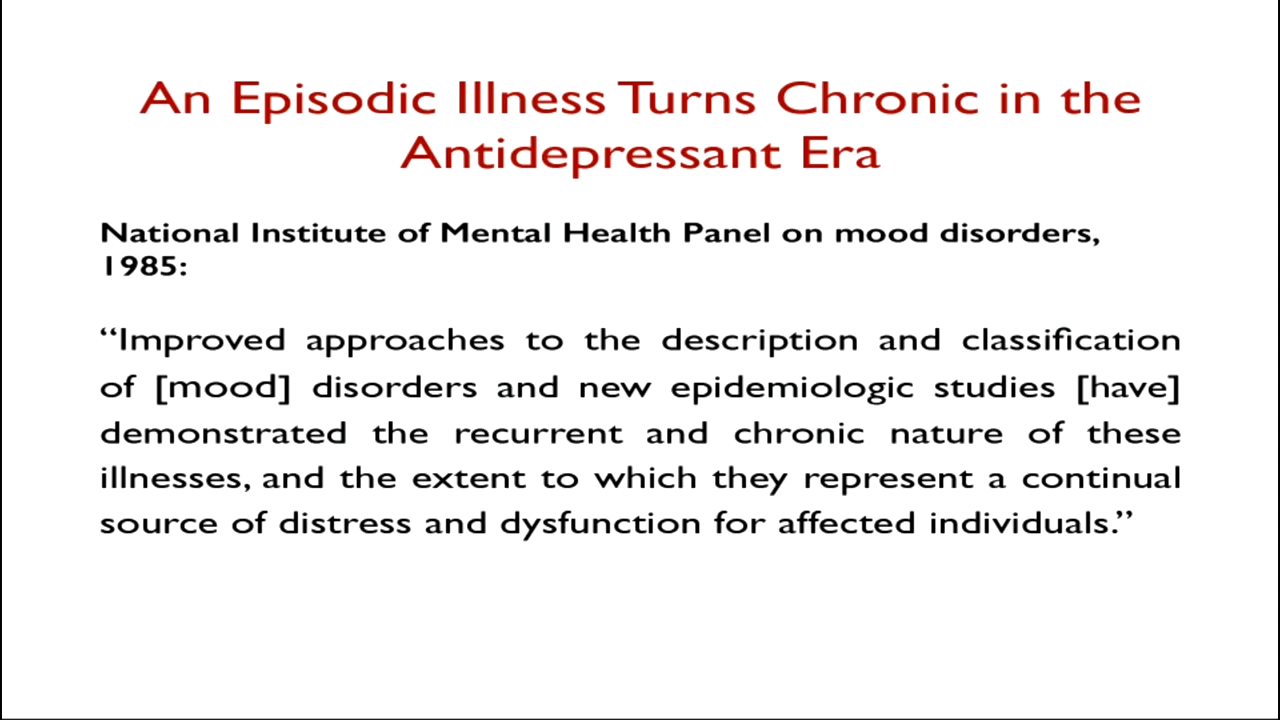 An Episodic Illness Turns Chronic in the
Antidepressant Era
National Institute of Mental Health Panel on mood disorders,
1985:
“Improved approaches to the description and classification
of [mood] disorders and new epidemiologic studies [have]
demonstrated the recurrent and chronic nature of these
illnesses, and the extent to which they represent a continual
source of distress and dysfunction for affected individuals.”